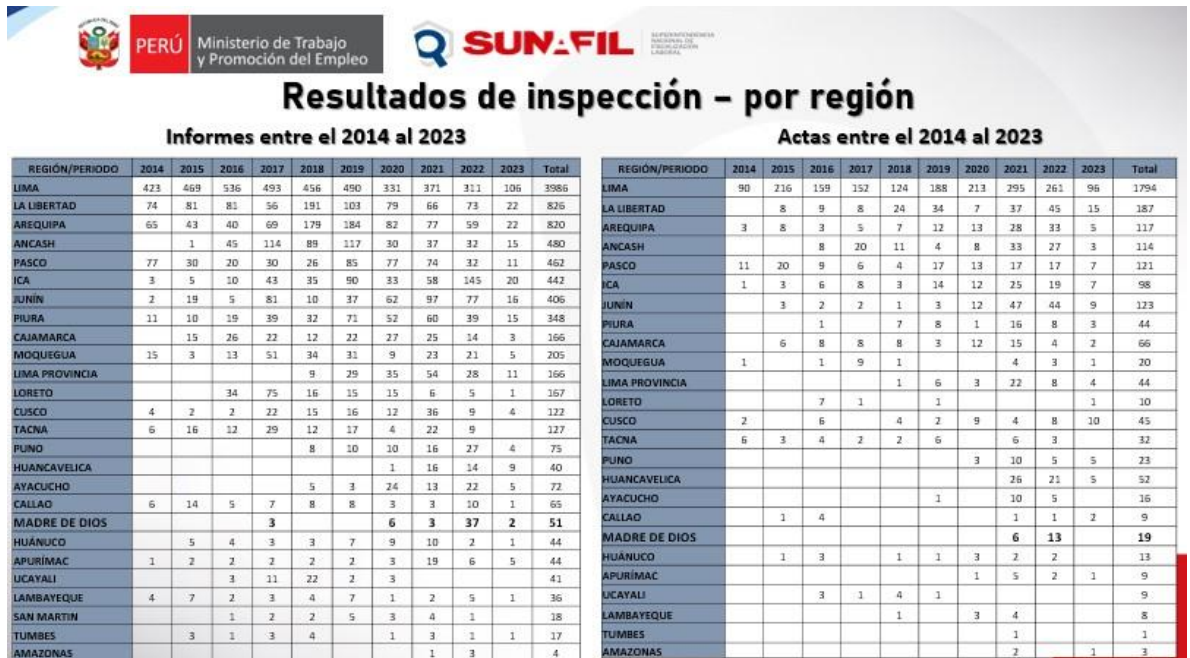 PERÚ Ministerio de Trabajo y Promoción del Empleo
SUNAFIL SUPERINTENDENCIA NACIONAL DE FISCALIZACIÓN LABORAL
Resultados de inspección – por región
Informes entre el 2014 al 2023
REGIÓN/PERIODO 2014 2015 2016 2017 2018 2019 2020 2021 2022 2023 Total
LIMA 423 469 536 493 456 490 331 371 311 106 3986
LA LIBERTAD 74 81 81 56 191 103 79 66 73 22 826
AREQUIPA 65 43 40 69 179 184 82 77 59 22 820
ANCASH 1 45 114 89 117 30 37 32 15 480
PASCO 77 30 20 30 26 85 77 74 32 11 462
ICA 3 5 10 43 35 90 33 58 145 20 442
JUNÍN 2 19 5 81 10 37 62 97 77 16 406
PIURA 11 10 19 39 32 71 52 60 39 15 348
CAJAMARCA 15 26 22 12 22 27 25 14 3 166
MOQUEGUA 15 3 13 51 34 31 9 23 21 5 205
LIMA PROVINCIA 9 29 35 54 28 11 166
LORETO 34 75 16 15 15 6 5 1 167
CUSCO 4 2 2 22 15 16 12 36 9 4 122
TACNA 6 16 12 29 12 17 4 22 9 127
PUNO 8 10 10 16 27 4 75
HUANCAVELICA 1 16 14 9 40
AYACUCHO 5 3 24 13 22 5 72
CALLAO 6 14 5 7 8 8 3 3 10 1 65
MADRE DE DIOS 3 6 3 37 2 51
HUÁNUCO 5 4 3 3 7 9 10 2 1 44
APURÍMAC 1 2 2 2 2 2 3 19 6 5 44
UCAYALI 3 11 22 2 3 41
LAMBAYEQUE 4 7 2 3 4 7 1 2 5 1 36
SAN MARTIN 1 2 2 5 3 4 1 18
TUMBES 3 1 3 4 1 3 1 1 17
AMAZONAS 1 3 4
Actas entre el 2014 al 2023
REGIÓN/PERIODO 2014 2015 2016 2017 2018 2019 2020 2021 2022 2023 Total
LIMA 90 216 159 152 124 188 213 295 261 96 1794
LA LIBERTAD 8 9 8 24 34 7 37 45 15 187
AREQUIPA 3 8 3 5 7 12 13 28 33 5 117
ANCASH 8 20 11 4 8 33 27 3 114
PASCO 11 20 9 6 4 17 13 17 17 7 121
ICA 1 3 6 8 3 14 12 25 19 7 98
JUNÍN 3 2 2 1 3 12 47 44 9 123
PIURA 1 7 8 1 16 8 3 44
CAJAMARCA 6 8 8 8 3 12 15 4 2 66
MOQUEGUA 1 1 9 1 4 3 1 20
LIMA PROVINCIA 1 6 3 22 8 4 44
LORETO 7 1 1 1 10
CUSCO 2 6 4 2 9 4 8 10 45
TACNA 6 3 4 2 2 6 6 3 32
PUNO 3 10 5 5 23
HUANCAVELICA 26 21 5 52
AYACUCHO 1 10 5 16
CALLAO 1 4 1 1 2 9
MADRE DE DIOS 6 13 19
HUÁNUCO 1 3 1 1 3 2 2 13
APURÍMAC 1 5 2 1 9
UCAYALI 3 1 4 1 9
LAMBAYEQUE 1 3 4 8
TUMBES 1 1
AMAZONAS 2 1 3